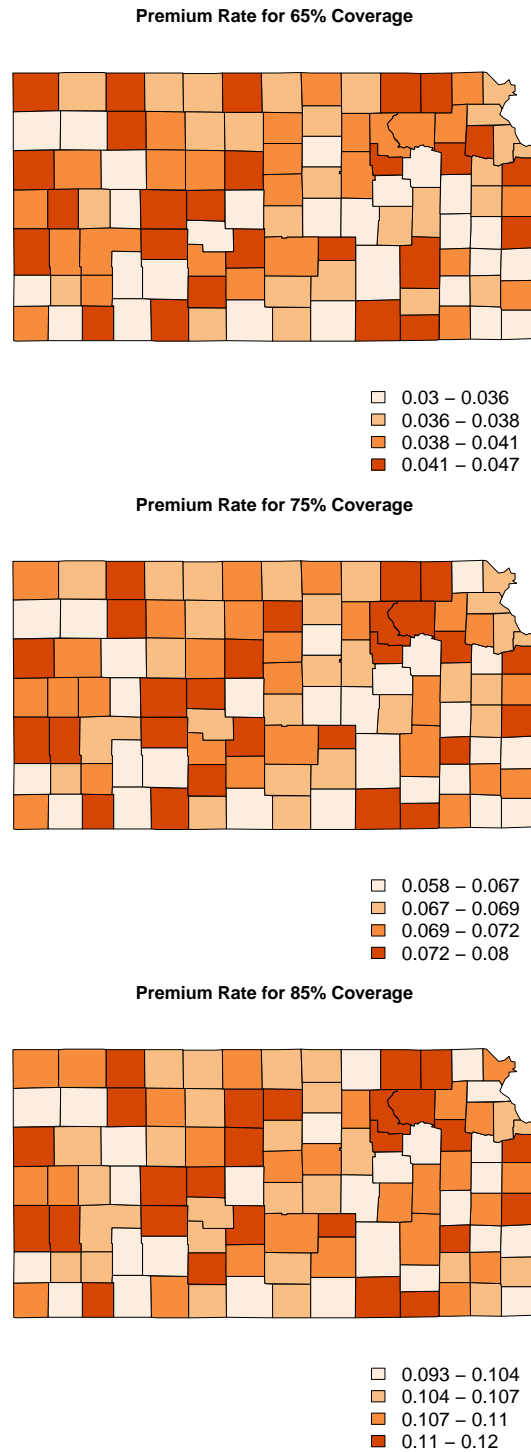 Premium Rate for 65% Coverage
0.03 − 0.036
0.036 − 0.038
0.038 − 0.041
0.041 − 0.047
Premium Rate for 75% Coverage
0.058 − 0.067
0.067 − 0.069
0.069 − 0.072
0.072 − 0.08
Premium Rate for 85% Coverage
0.093 − 0.104
0.104 − 0.107
0.107 − 0.11
0.11 − 0.12